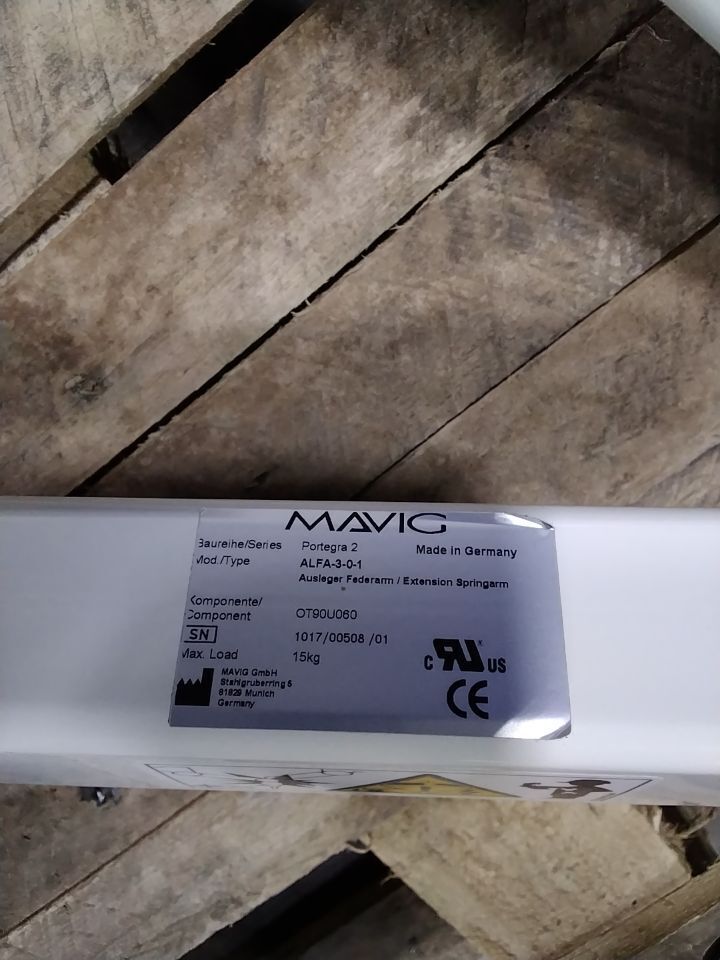 MAVIG
Baureihe/Series Portegra 2 Made in Germany
Mod./Type ALFA-3-0-1
Ausleger Federarm / Extension Springarm
Komponente/
Component OT90U060
SN 1017/00508 /01
Max. Load 15kg
MAVIG GmbH
Stahlgruberring 5
81829 Munich
Germany
C RU US
CE